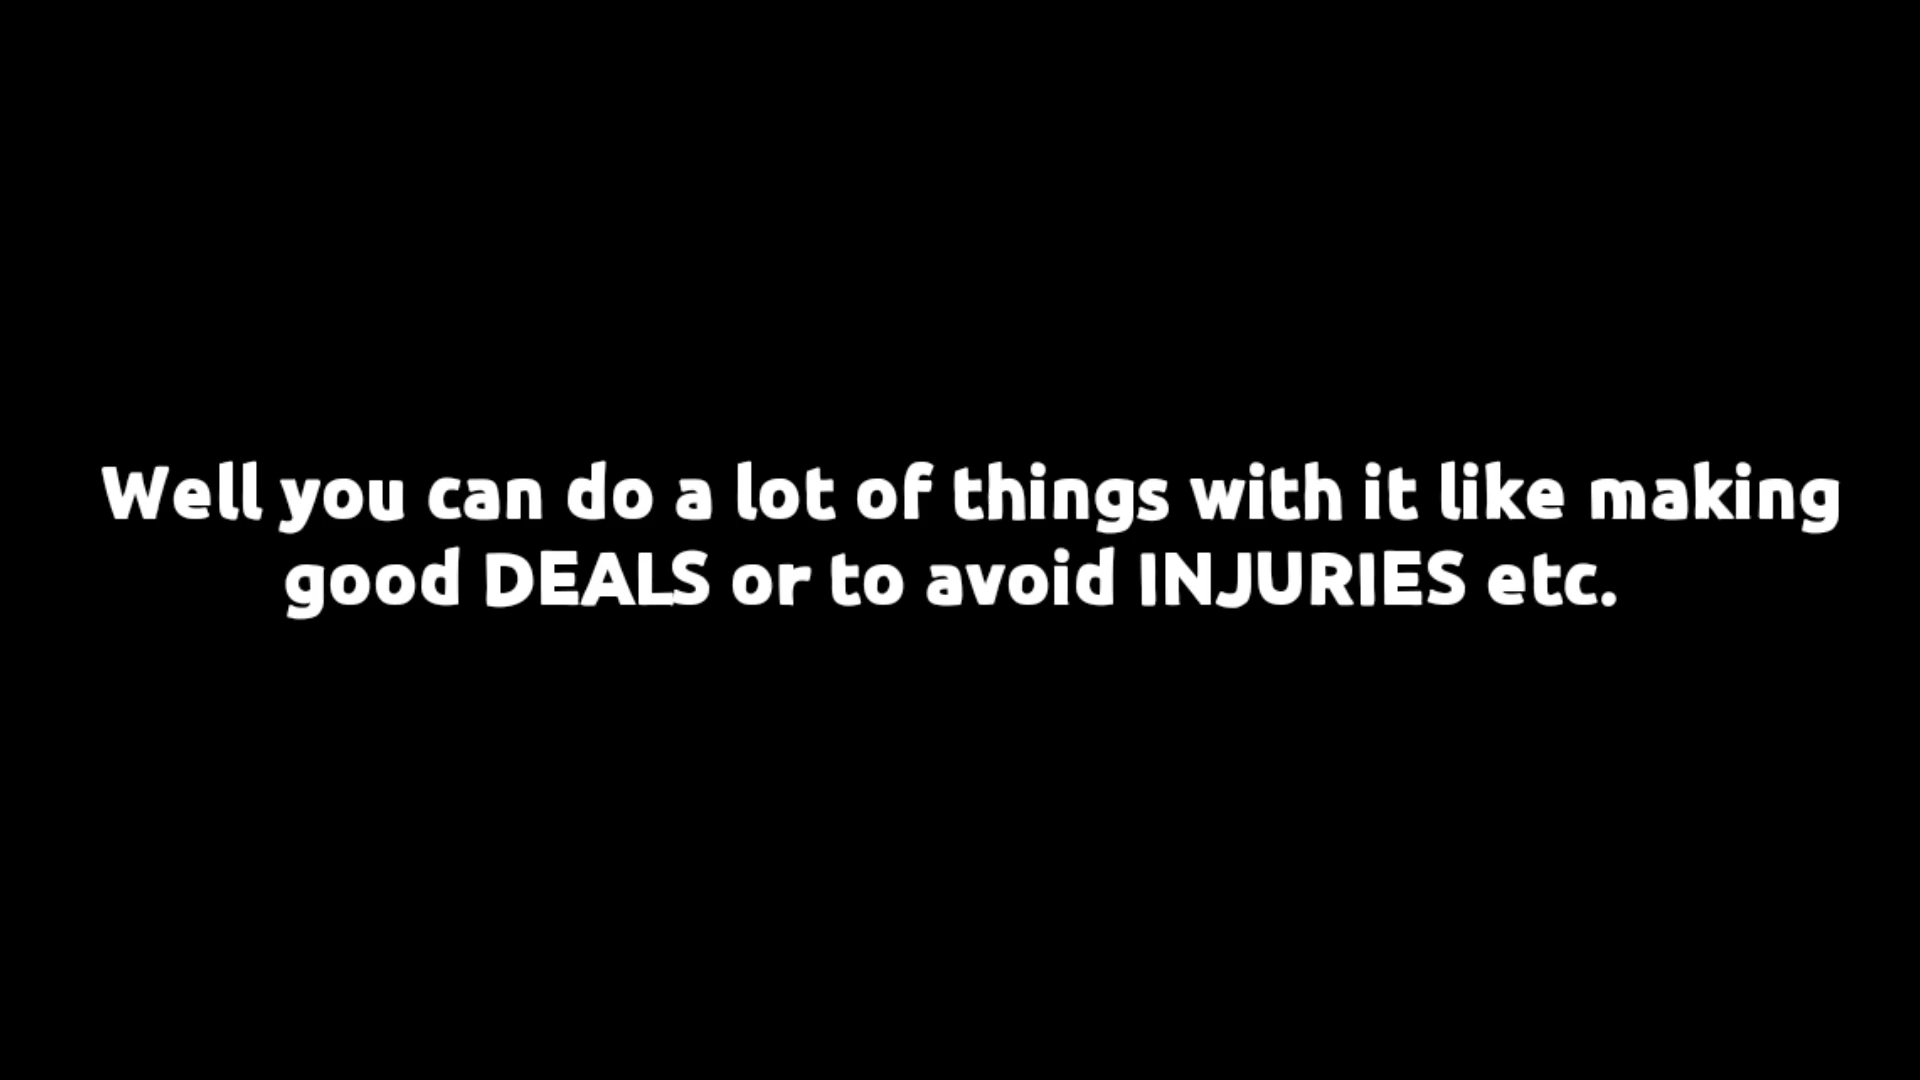 Well you can do a lot of things with it like making
good DEALS or to avoid INJURIES etc.